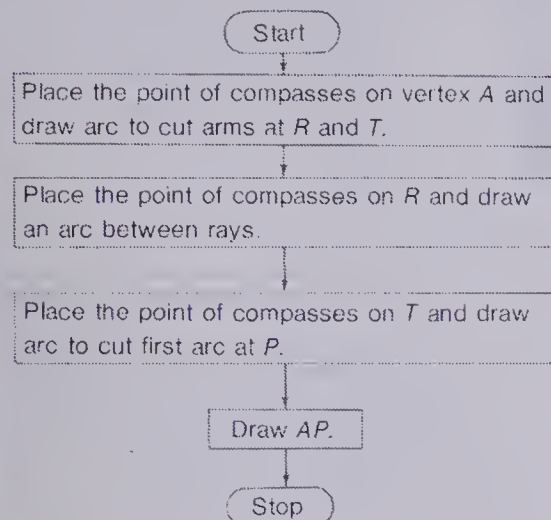 Start
Place the point of compasses on vertex A and
draw arc to cut arms at R and T.
Place the point of compasses on R and draw
an arc between rays.
Place the point of compasses on T and draw
arc to cut first arc at P.
Draw AP.
Stop